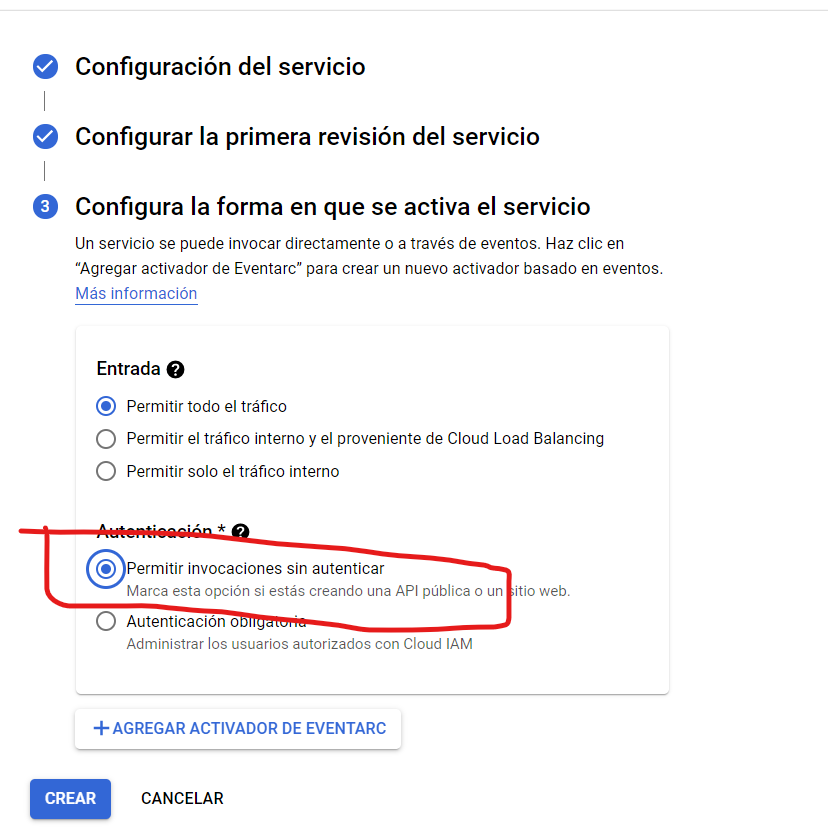 Configuración del servicio
Configurar la primera revisión del servicio
3 Configura la forma en que se activa el servicio
Un servicio se puede invocar directamente o a través de eventos. Haz clic en
“Agregar activador de Eventarc” para crear un nuevo activador basado en eventos.
Más información
Entrada ?
Permitir todo el tráfico
Permitir el tráfico interno y el proveniente de Cloud Load Balancing
Permitir solo el tráfico interno
Autenticación * ?
Permitir invocaciones sin autenticar
Marca esta opción si estás creando una API pública o un sitio web.
Autenticación obligatoria
Administrar los usuarios autorizados con Cloud IAM
+ AGREGAR ACTIVADOR DE EVENTARC
CREAR CANCELAR